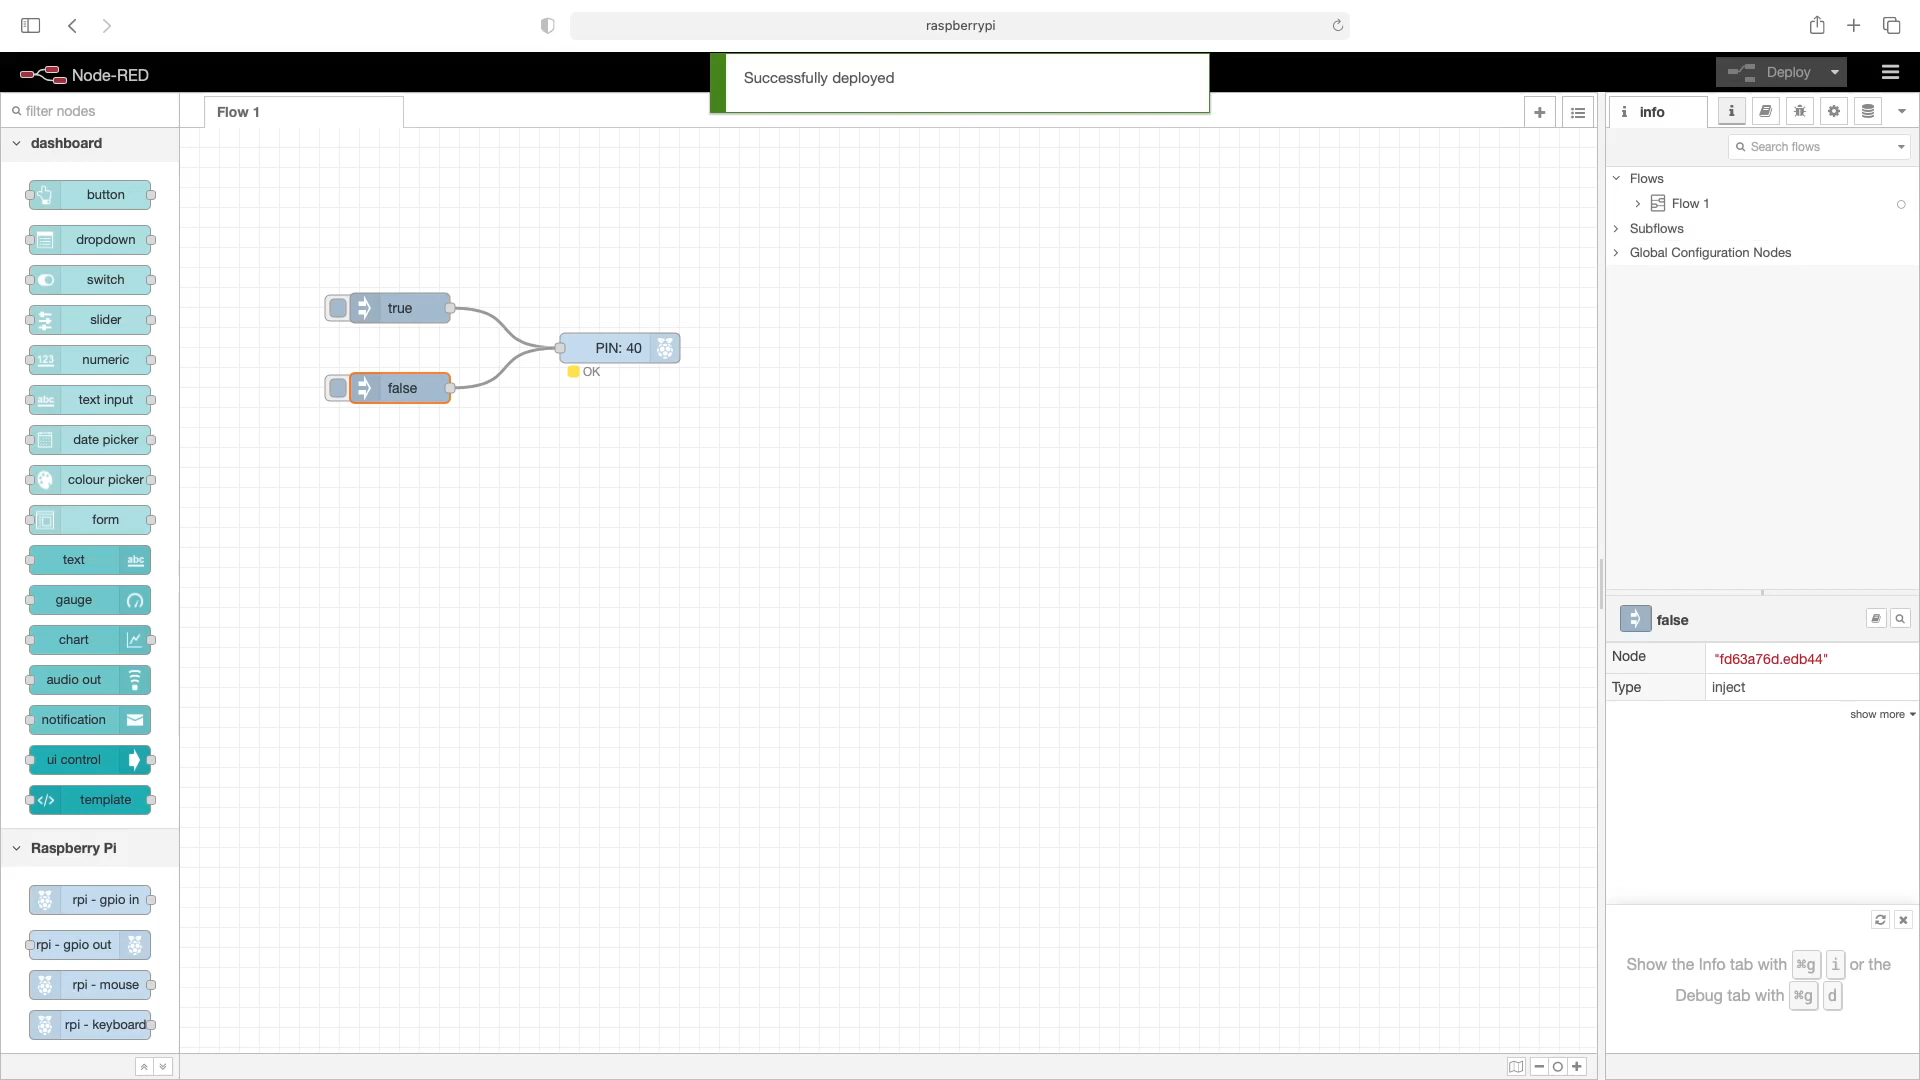 raspberrypi
Node-RED
Successfully deployed
Deploy
filter nodes
Flow 1
info
dashboard
Search flows
Flows
Flow 1
Subflows
Global Configuration Nodes
button
dropdown
switch
slider
123 numeric
abc text input
date picker
colour picker
form
text abc
gauge
chart
audio out
notification
ui control
</> template
Raspberry Pi
rpi - gpio in
rpi - gpio out
rpi - mouse
rpi - keyboard
true
false
PIN: 40
OK
false
Node "fd63a76d.edb44"
Type inject
show more
Show the Info tab with ⌘g i or the
Debug tab with ⌘g d